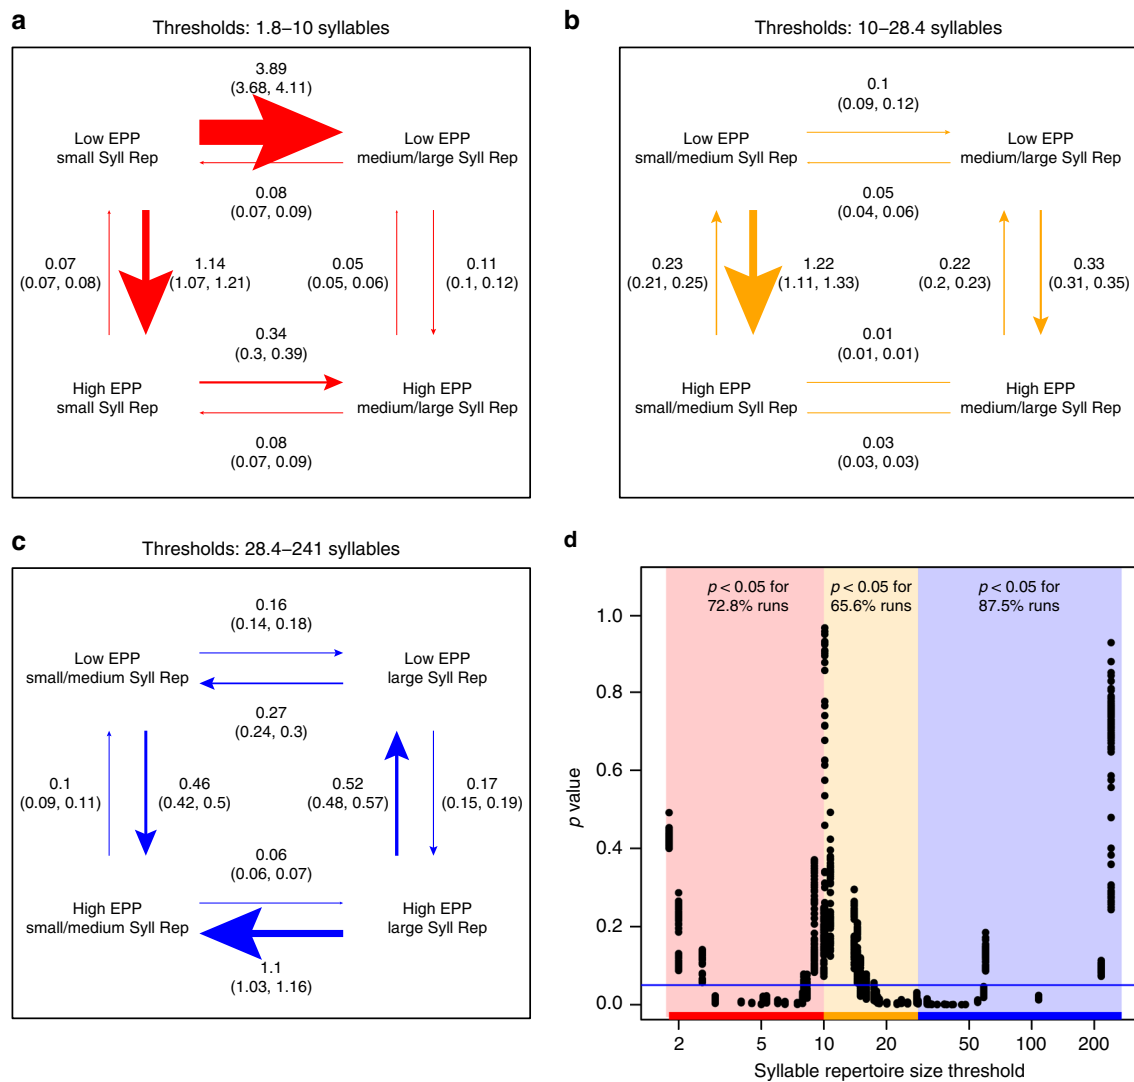 a
Thresholds: 1.8–10 syllables
3.89
(3.68, 4.11)
Low EPP
small Syll Rep
Low EPP
medium/large Syll Rep
0.08
(0.07, 0.09)
0.07
(0.07, 0.08)
1.14
(1.07, 1.21)
0.05
(0.05, 0.06)
0.11
(0.1, 0.12)
0.34
(0.3, 0.39)
High EPP
small Syll Rep
High EPP
medium/large Syll Rep
0.08
(0.07, 0.09)
b
Thresholds: 10–28.4 syllables
0.1
(0.09, 0.12)
Low EPP
small/medium Syll Rep
Low EPP
medium/large Syll Rep
0.05
(0.04, 0.06)
0.23
(0.21, 0.25)
1.22
(1.11, 1.33)
0.22
(0.2, 0.23)
0.33
(0.31, 0.35)
0.01
(0.01, 0.01)
High EPP
small/medium Syll Rep
High EPP
medium/large Syll Rep
0.03
(0.03, 0.03)
c
Thresholds: 28.4–241 syllables
0.16
(0.14, 0.18)
Low EPP
small/medium Syll Rep
Low EPP
large Syll Rep
0.27
(0.24, 0.3)
0.1
(0.09, 0.11)
0.46
(0.42, 0.5)
0.52
(0.48, 0.57)
0.17
(0.15, 0.19)
0.06
(0.06, 0.07)
High EPP
small/medium Syll Rep
High EPP
large Syll Rep
1.1
(1.03, 1.16)
d
p < 0.05 for
72.8% runs
p < 0.05 for
65.6% runs
p < 0.05 for
87.5% runs
1.0
0.8
0.6
0.4
0.2
0.0
p value
2
5
10
20
50
100
200
Syllable repertoire size threshold